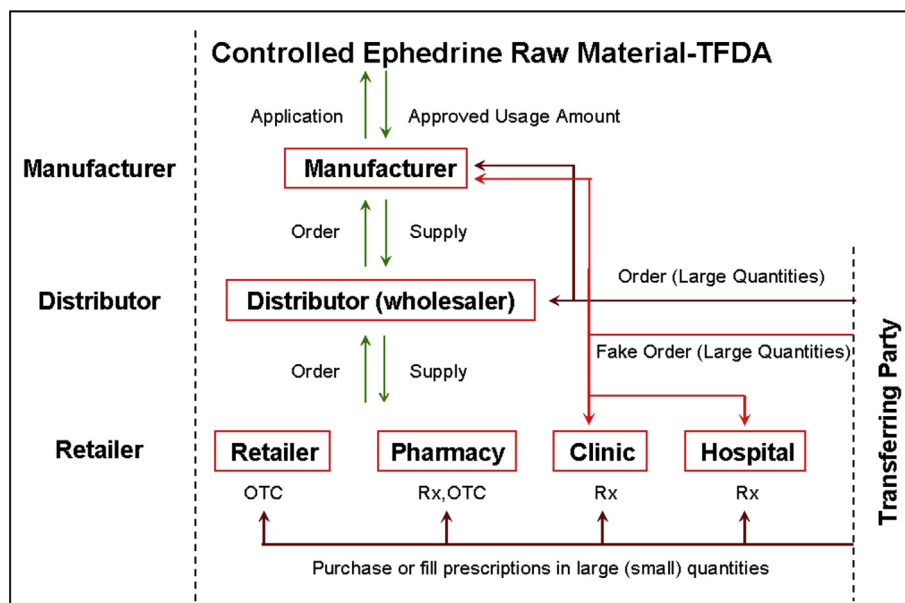 Controlled Ephedrine Raw Material-TFDA
Application
Approved Usage Amount
Manufacturer
Manufacturer
Order
Supply
Order (Large Quantities)
Distributor
Distributor (wholesaler)
Fake Order (Large Quantities)
Order
Supply
Transferring Party
Retailer
Retailer
Pharmacy
Clinic
Hospital
OTC
Rx,OTC
Rx
Rx
Purchase or fill prescriptions in large (small) quantities